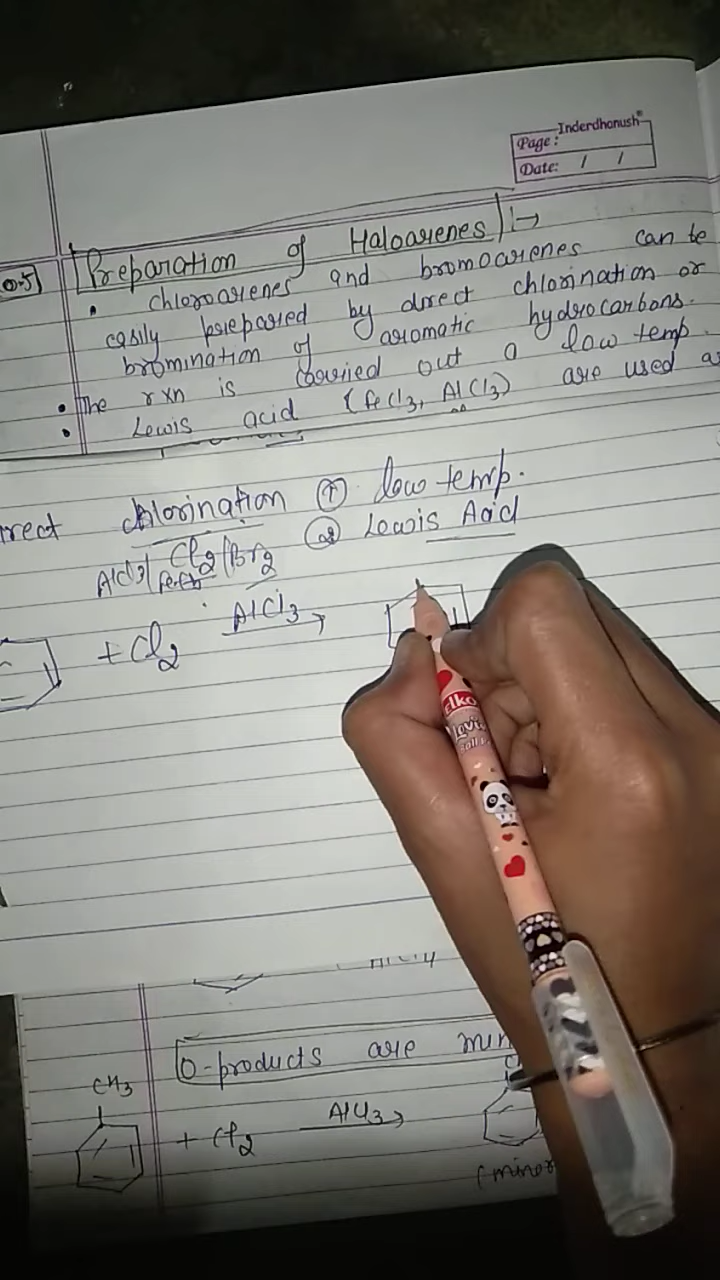 Inderdhanush
Page:
Date: / /
Preparation of Haloarenes :→
• chloroarenes and bromoarenes can be
easily prepared by direct chlorination or
bromination of aromatic hydrocarbons.
• The rxn is carried out a low temp.
• Lewis acid (FeCl3, AlCl3) are used as
rect chlorination ① low temp.
② Lewis Acid
AlCl3/ Cl2/Br2
+ Cl2 AlCl3 →
O-products are min
CH3
+ Cl2 AlCl3 →
(minor
elko